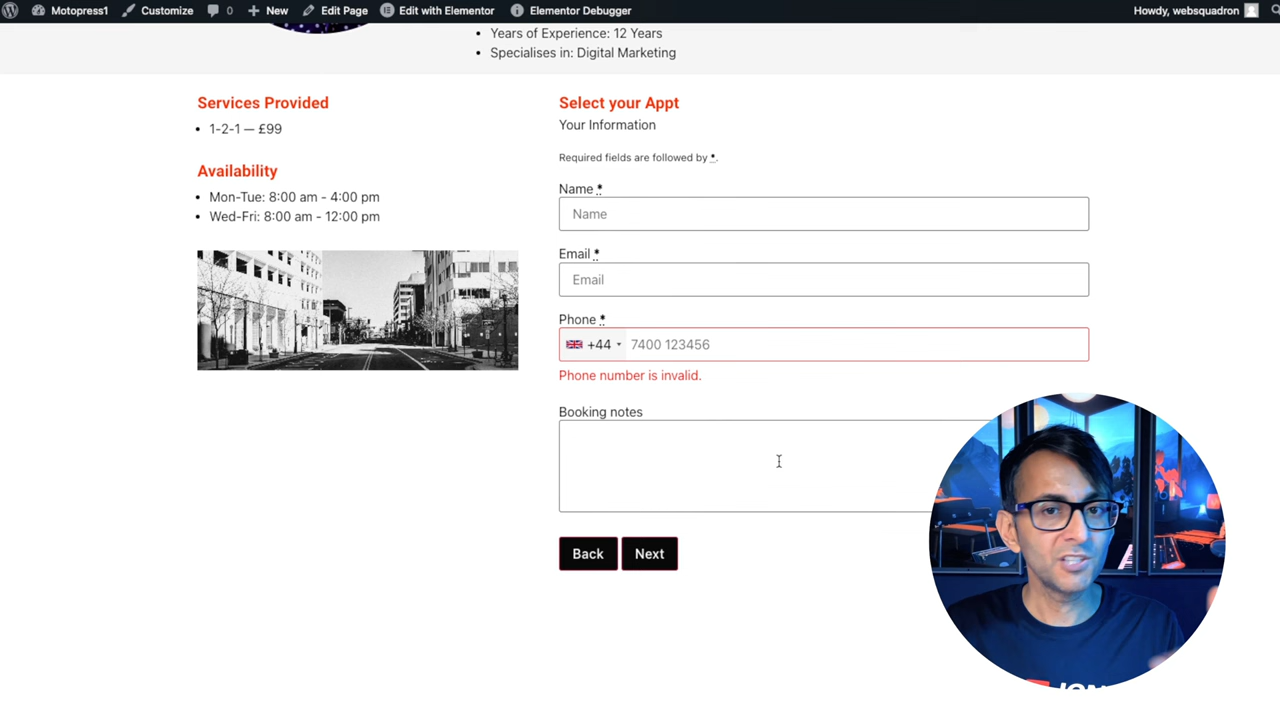 Motopress1 Customize 0 New Edit Page Edit with Elementor Elementor Debugger Howdy, websquadron
Years of Experience: 12 Years
Specialises in: Digital Marketing
Services Provided
1-2-1 — £99
Availability
Mon-Tue: 8:00 am - 4:00 pm
Wed-Fri: 8:00 am - 12:00 pm
Select your Appt
Your Information
Required fields are followed by *.
Name *
Name
Email *
Email
Phone *
+44 7400 123456
Phone number is invalid.
Booking notes
Back Next